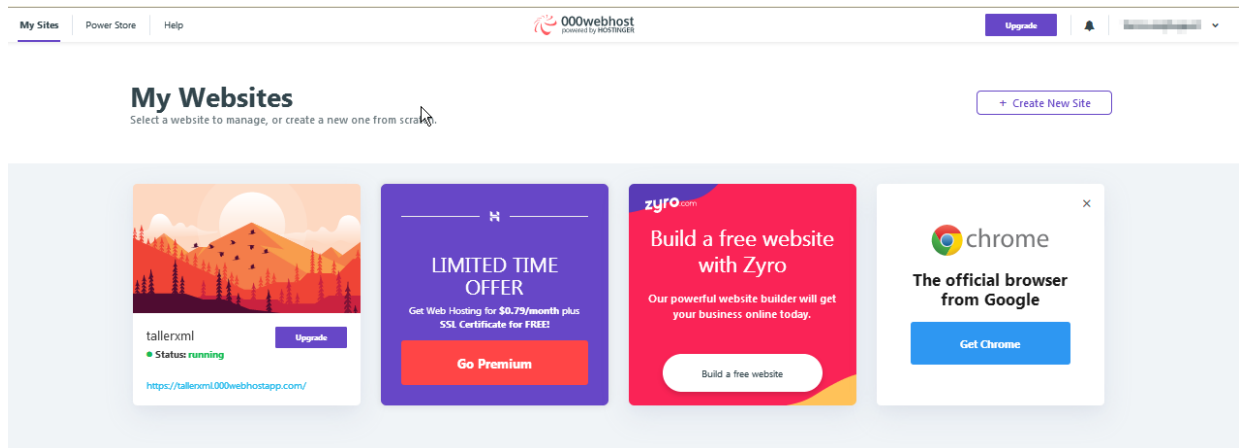 My Sites
Power Store
Help
000webhost
powered by HOSTINGER
Upgrade
My Websites
Select a website to manage, or create a new one from scratch.
+ Create New Site
tallerxml
Upgrade
Status: running
https://tallerxml.000webhostapp.com/
LIMITED TIME
OFFER
Get Web Hosting for $0.79/month plus
SSL Certificate for FREE!
Go Premium
zyro.com
Build a free website
with Zyro
Our powerful website builder will get
your business online today.
Build a free website
chrome
The official browser
from Google
Get Chrome